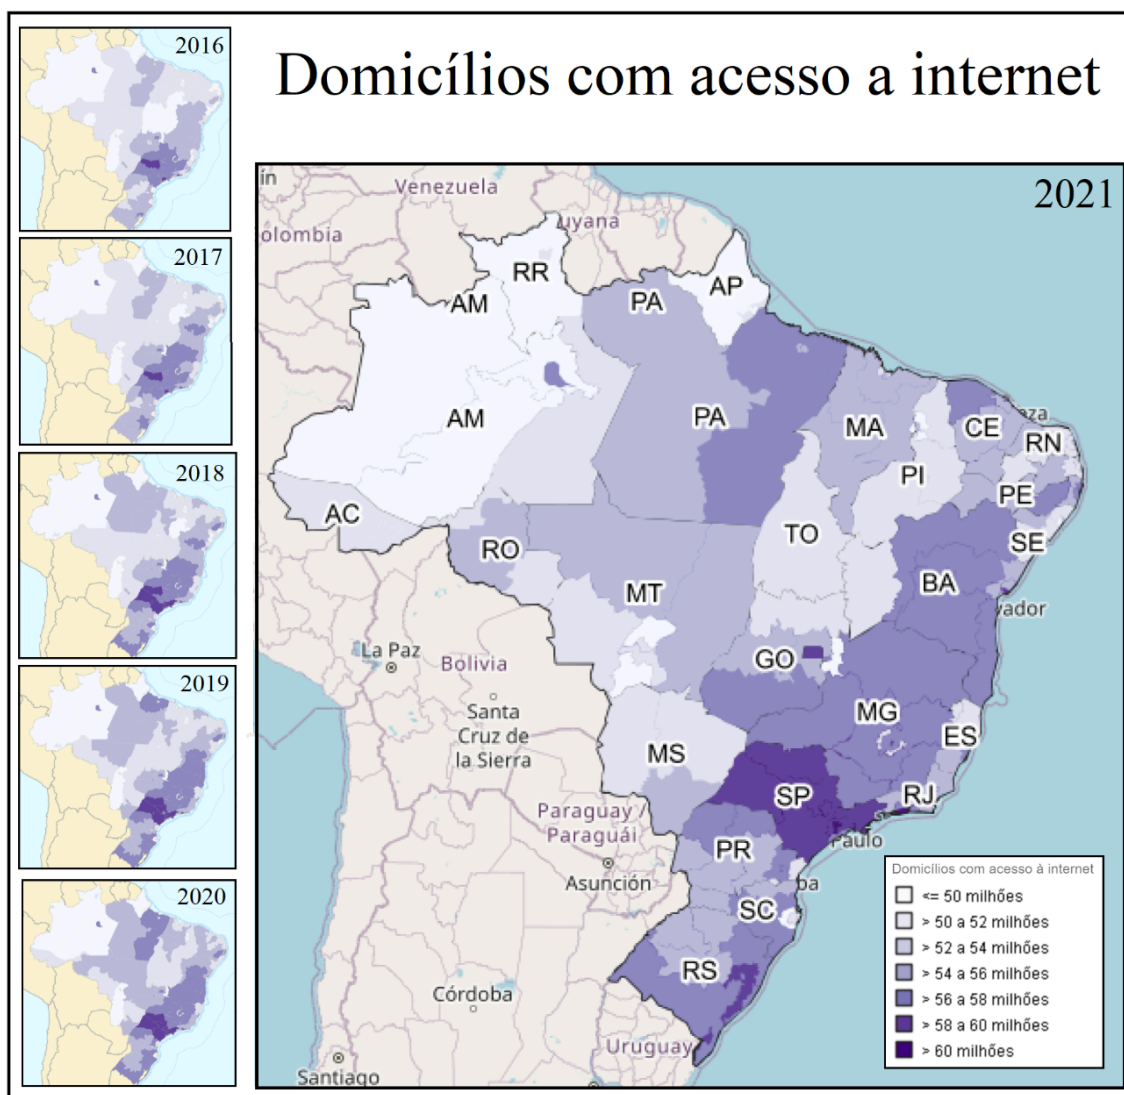 Domicílios com acesso a internet
2016
2017
2018
2019
2020
2021
ín
Venezuela
uyana
olombia
RR
AP
AM
PA
AM
PA
MA
CE
aza
RN
PI
PE
AC
RO
TO
SE
MT
BA
vador
La Paz
Bolivia
GO
Santa
Cruz de
la Sierra
MG
ES
MS
SP
RJ
Paraguay /
Paraguái
Paulo
PR
Asunción
ba
SC
RS
Córdoba
Uruguay
Santiago
Domicílios com acesso à internet
<= 50 milhões
> 50 a 52 milhões
> 52 a 54 milhões
> 54 a 56 milhões
> 56 a 58 milhões
> 58 a 60 milhões
> 60 milhões